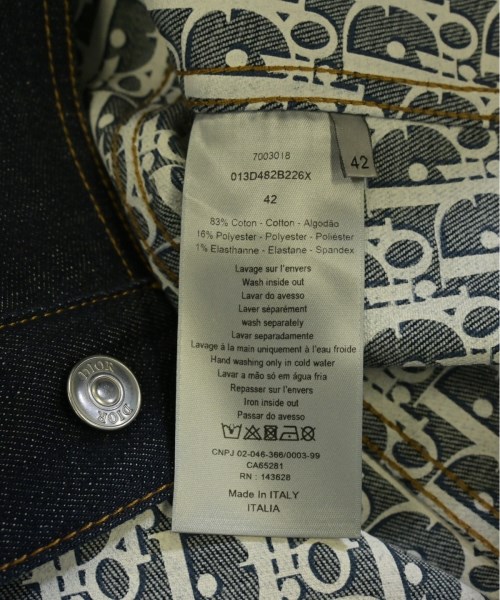 7003018
42
013D482B226X
42
83% Coton - Cotton - Algodão
16% Polyester - Polyester - Poliéster
1% Elasthanne - Elastane - Spandex
Lavage sur l'envers
Wash inside out
Lavar do avesso
Laver séparément
wash separately
Lavar separadamente
Lavage à la main uniquement à l'eau froide
Hand washing only in cold water
Lavar a mão só em água fria
Repasser sur l'envers
Iron inside out
Passar do avesso
CNPJ 02-046-366/0003-99
CA65281
RN : 143628
Made in ITALY
ITALIA
DIOR
DIOR